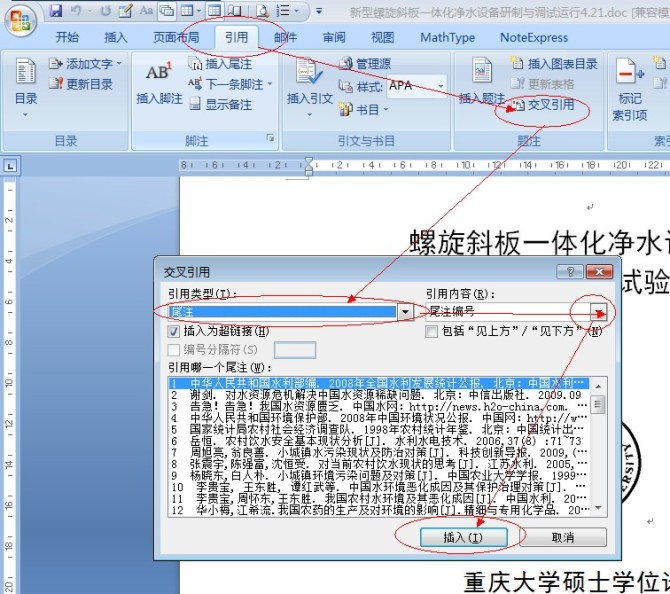 新型螺旋斜板一体化净水设备研制与调试运行4.21.doc [兼容模
开始 插入 页面布局 引用 邮件 审阅 视图 MathType NoteExpress
目录 添加文字 更新目录
目录
AB¹ 插入脚注 插入尾注 AB 下一条脚注 显示备注
脚注
插入引文 管理源 样式: APA 书目
引文与书目
插入题注 插入图表目录 更新表格 交叉引用
题注
标记 索引项
索
L
8 6 4 2 2 4 6 8 10 12 14 16 18 20 22
螺旋斜板一体化净水设
试验
交叉引用
引用类型(T): 引用内容(R):
尾注 尾注编号
插入为超链接(H) 包括“见上方”/“见下方”(N)
编号分隔符(S)
引用哪一个尾注(W):
1 中华人民共和国水利部编. 2008年全国水利发展统计公报. 北京: 中国水利…
2 谢剑. 对水资源危机解决中国水资源稀缺问题. 北京: 中信出版社. 2009.09
3 告急! 告急! 我国水资源匮乏. 中国水网: http://news.h2o-china.com. …
4 中华人民共和国环境保护部. 2008年中国环境状况公报. 中国网: http://w…
5 国家统计局农村社会经济调查队. 1998年农村统计年鉴. 北京: 中国统计出…
6 岳恒. 农村饮水安全基本现状分析[J]. 水利水电技术. 2006,37(8) :71~73
7 周旭亮,翁良善. 小城镇水污染现状及防治对策[J]. 科技创新导报. 2009,(…
8 张震宇,陈强富,沈恒受. 对当前农村饮水现状的思考[J]. 江苏水利. 2005,…
9 杨晓东,白人朴. 小城镇环境污染问题及对策[J]. 中国农业大学学报. 1999…
10 李贵宝, 王东胜, 谭红武等. 中国水环境恶化成因及其保护治理对策[J]. …
11 李贵宝,周怀东,王东胜. 我国农村水环境及其恶化成因[J]. 中国水利. 20…
12 华小梅,江希流.我国农药的生产及对环境的影响[J].精细与专用化学品. 20…
插入(I) 取消
ERSITY
重庆大学硕士学位论